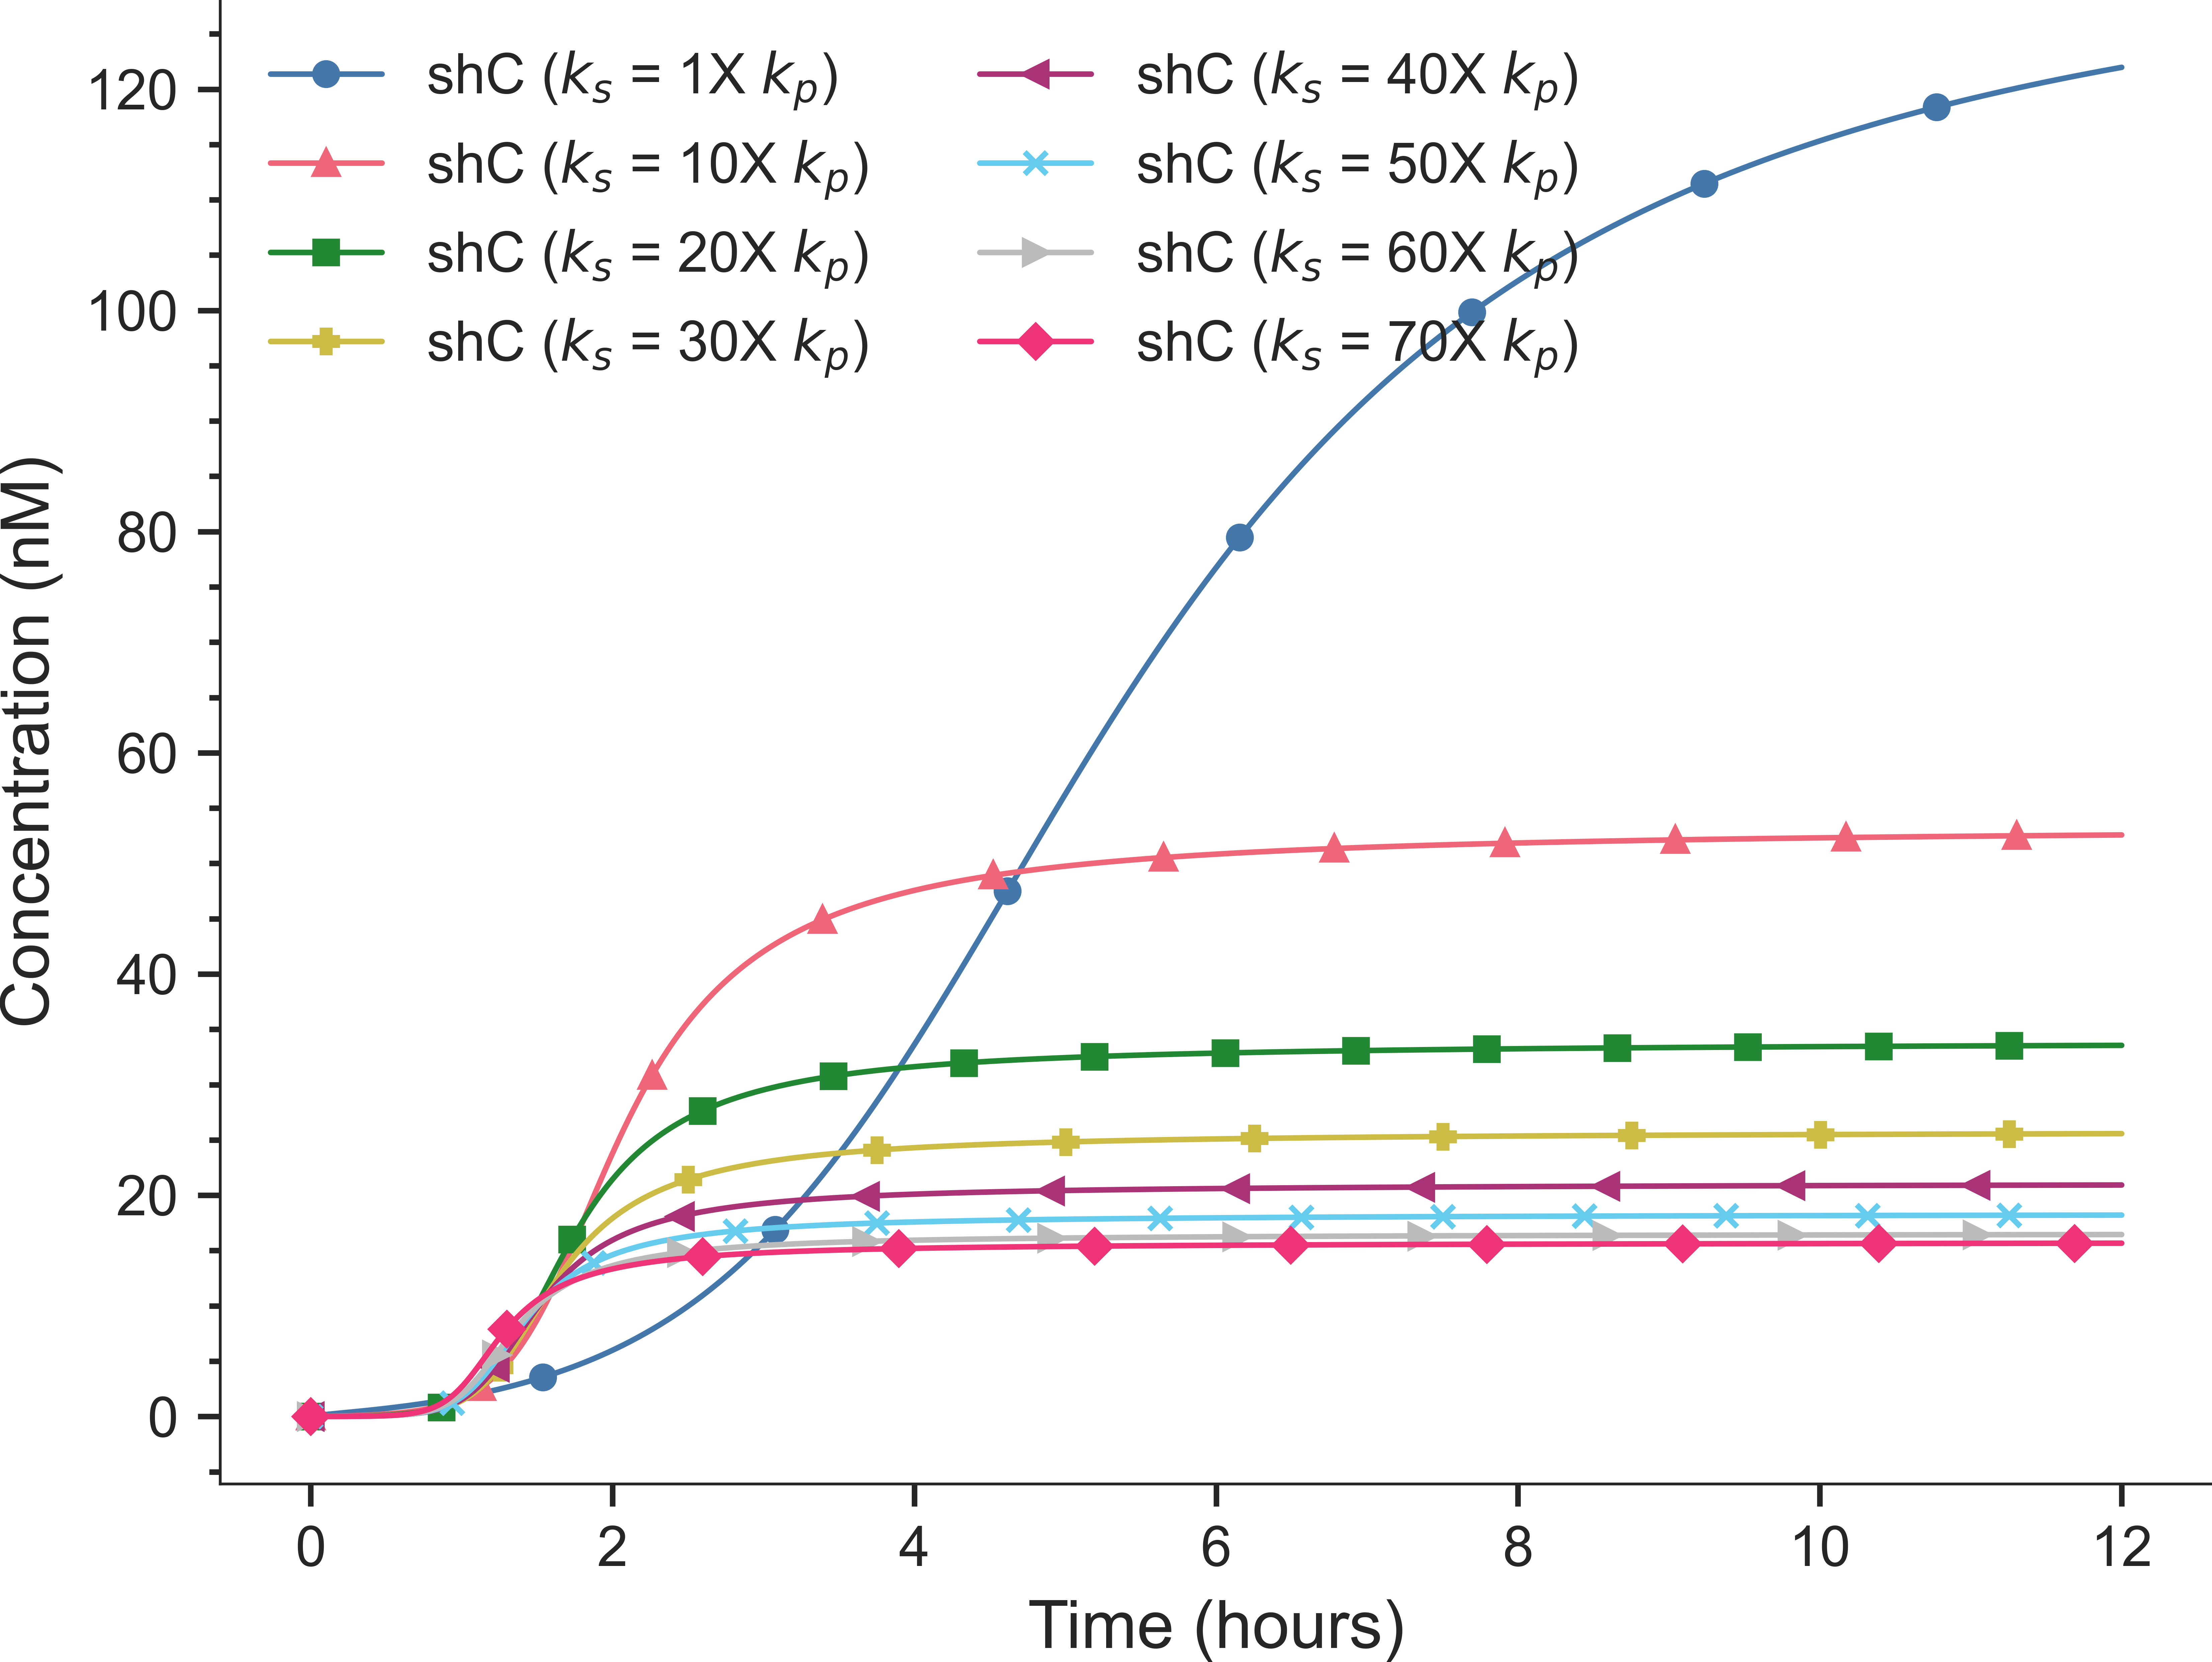 shC (kₛ = 1X kₚ)
shC (kₛ = 10X kₚ)
shC (kₛ = 20X kₚ)
shC (kₛ = 30X kₚ)
shC (kₛ = 40X kₚ)
shC (kₛ = 50X kₚ)
shC (kₛ = 60X kₚ)
shC (kₛ = 70X kₚ)
Concentration (nM)
120
100
80
60
40
20
0
0 2 4 6 8 10 12
Time (hours)